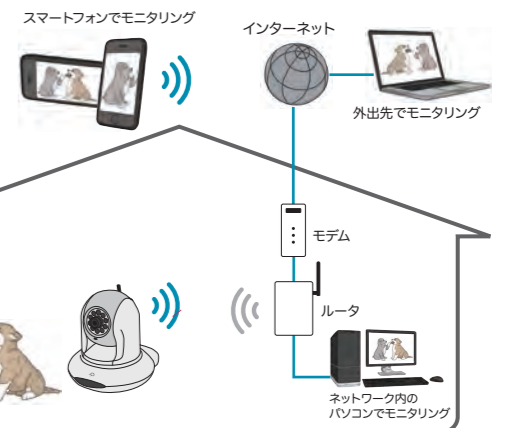 スマートフォンでモニタリング
インターネット
外出先でモニタリング
モデム
ルータ
ネットワーク内の
パソコンでモニタリング